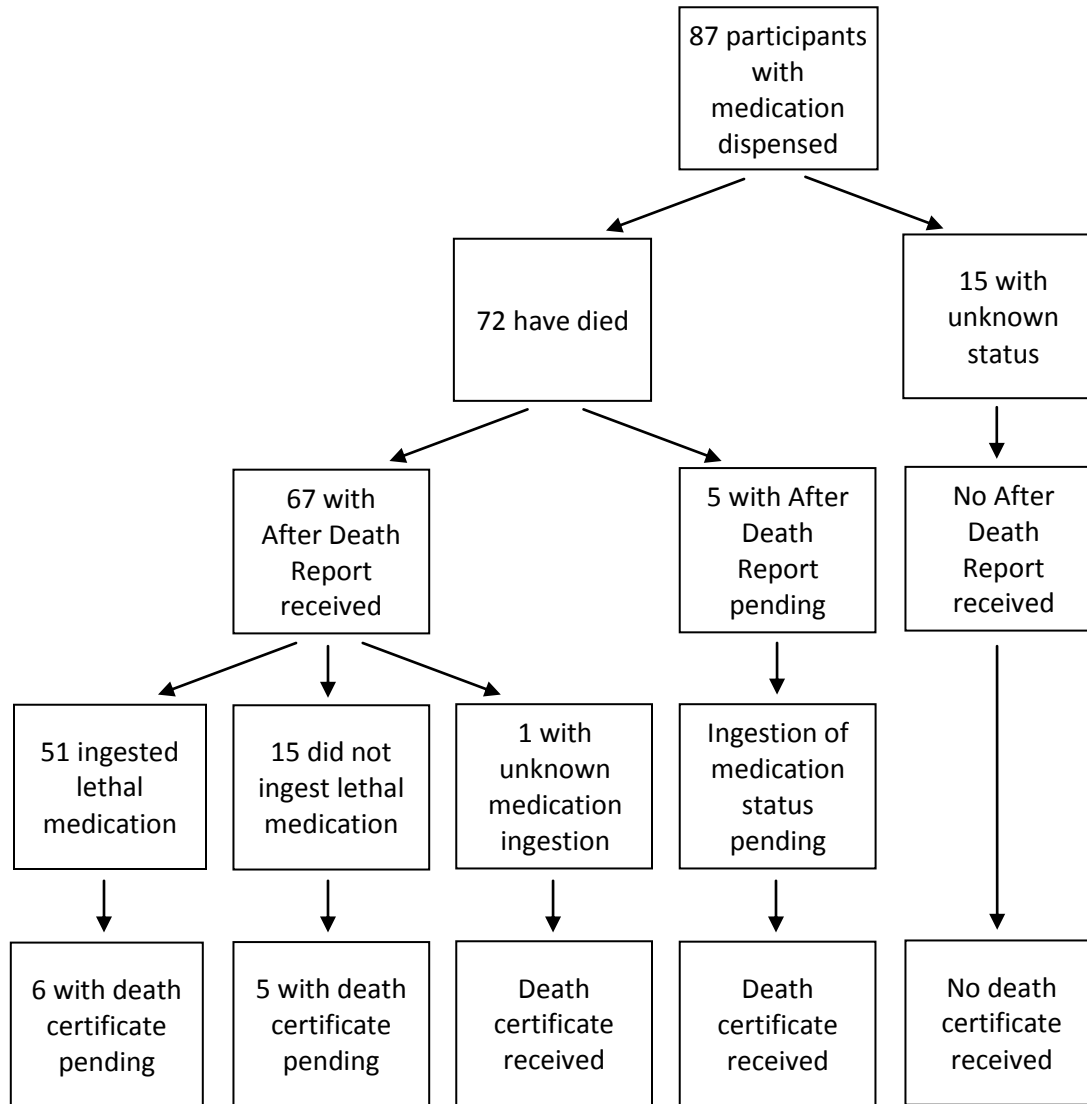 87 participants
with
medication
dispensed
72 have died
15 with
unknown
status
67 with
After Death
Report
received
5 with After
Death
Report
pending
No After
Death
Report
received
51 ingested
lethal
medication
15 did not
ingest lethal
medication
1 with
unknown
medication
ingestion
Ingestion of
medication
status
pending
6 with death
certificate
pending
5 with death
certificate
pending
Death
certificate
received
Death
certificate
received
No death
certificate
received